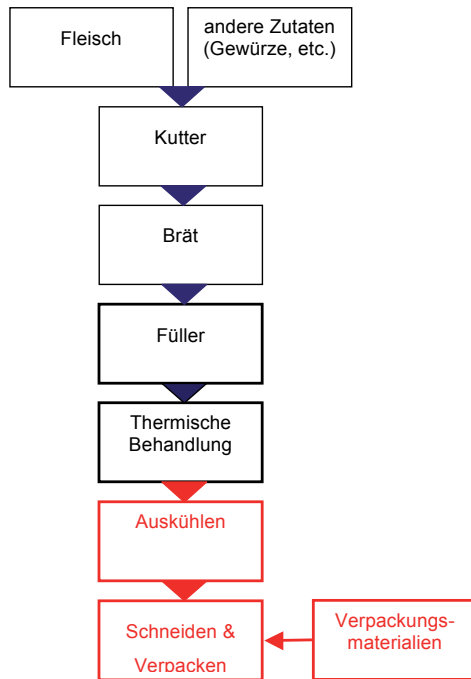 Fleisch
andere Zutaten
(Gewürze, etc.)
Kutter
Brät
Füller
Thermische
Behandlung
Auskühlen
Schneiden &
Verpacken
Verpackungs-
materialien